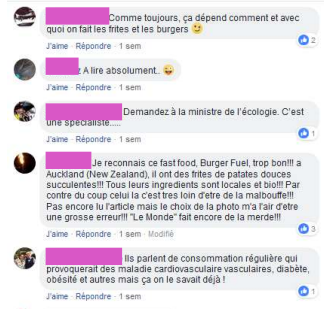 Comme toujours, ça dépend comment et avec
quoi on fait les frites et les burgers
2
J'aime · Répondre · 1 sem
z A lire absolument..
J'aime · Répondre · 1 sem
Demandez à la ministre de l'écologie. C'est
une spécialiste.....
1
J'aime · Répondre · 1 sem
Je reconnais ce fast food, Burger Fuel, trop bon!!! a
Auckland (New Zealand), il ont des frites de patates douces
succulentes!!! Tous leurs ingredients sont locales et bio!!! Par
contre du coup celui la c'est tres loin d'etre de la malbouffe!!!
Pas encore lu l'article mais le choix de la photo m'a l'air d'etre
une grosse erreur!!! "Le Monde" fait encore de la merde!!!
3
J'aime · Répondre · 1 sem · Modifié
Ils parlent de consommation régulière qui
provoquerait des maladie cardiovasculaire vasculaires, diabète,
obésité et autres mais ça on le savait déjà !
1
J'aime · Répondre · 1 sem